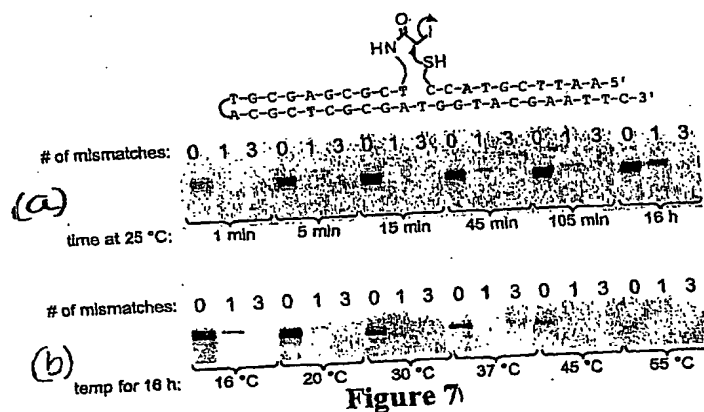 O
I
HN
SH
T-G-C-G-A-G-C-G-C-T C-C-A-T-G-C-T-T-A-A-5'
A-C-G-C-T-C-G-C-G-A-T-G-G-T-A-C-G-A-A-T-T-C-3'
# of mismatches: 0 1 3 0 1 3 0 1 3 0 1 3 0 1 3 0 1 3
(a)
time at 25 °C: 1 min 5 min 15 min 45 min 105 min 16 h
# of mismatches: 0 1 3 0 1 3 0 1 3 0 1 3 0 1 3 0 1 3
(b)
temp for 16 h: 16 °C 20 °C 30 °C 37 °C 45 °C 55 °C
Figure 7